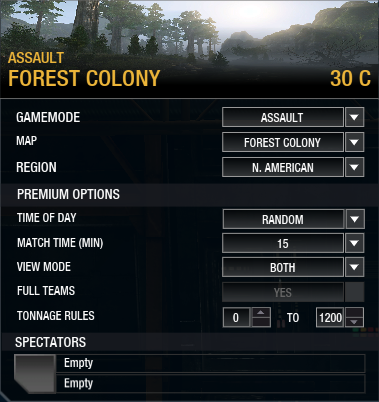 ASSAULT
FOREST COLONY 30 C
GAMEMODE ASSAULT
MAP FOREST COLONY
REGION N. AMERICAN
PREMIUM OPTIONS
TIME OF DAY RANDOM
MATCH TIME (MIN) 15
VIEW MODE BOTH
FULL TEAMS YES
TONNAGE RULES 0 TO 1200
SPECTATORS
Empty
Empty